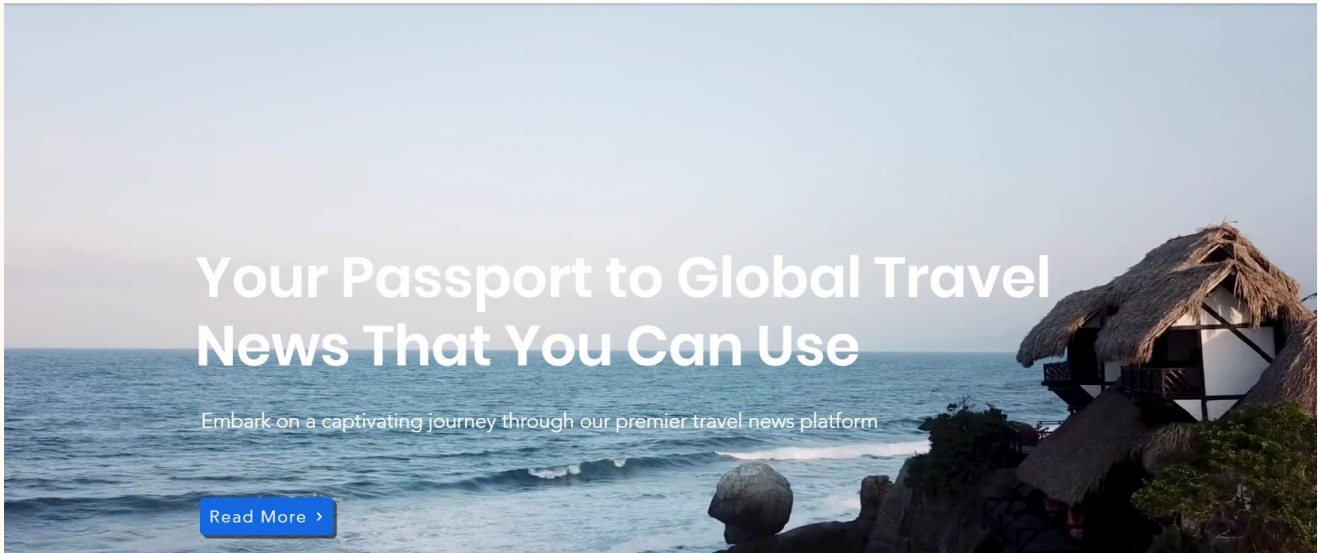 Your Passport to Global Travel
News That You Can Use
Embark on a captivating journey through our premier travel news platform
Read More >